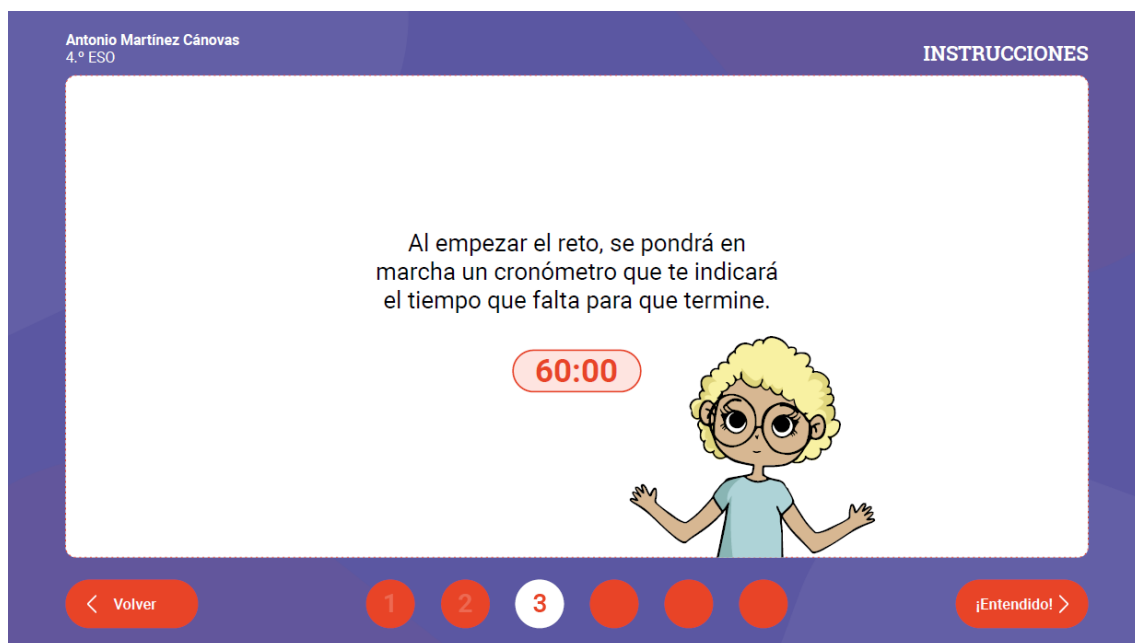 Antonio Martínez Cánovas
4.º ESO
INSTRUCCIONES
Al empezar el reto, se pondrá en
marcha un cronómetro que te indicará
el tiempo que falta para que termine.
60:00
Volver
1
2
3
¡Entendido!